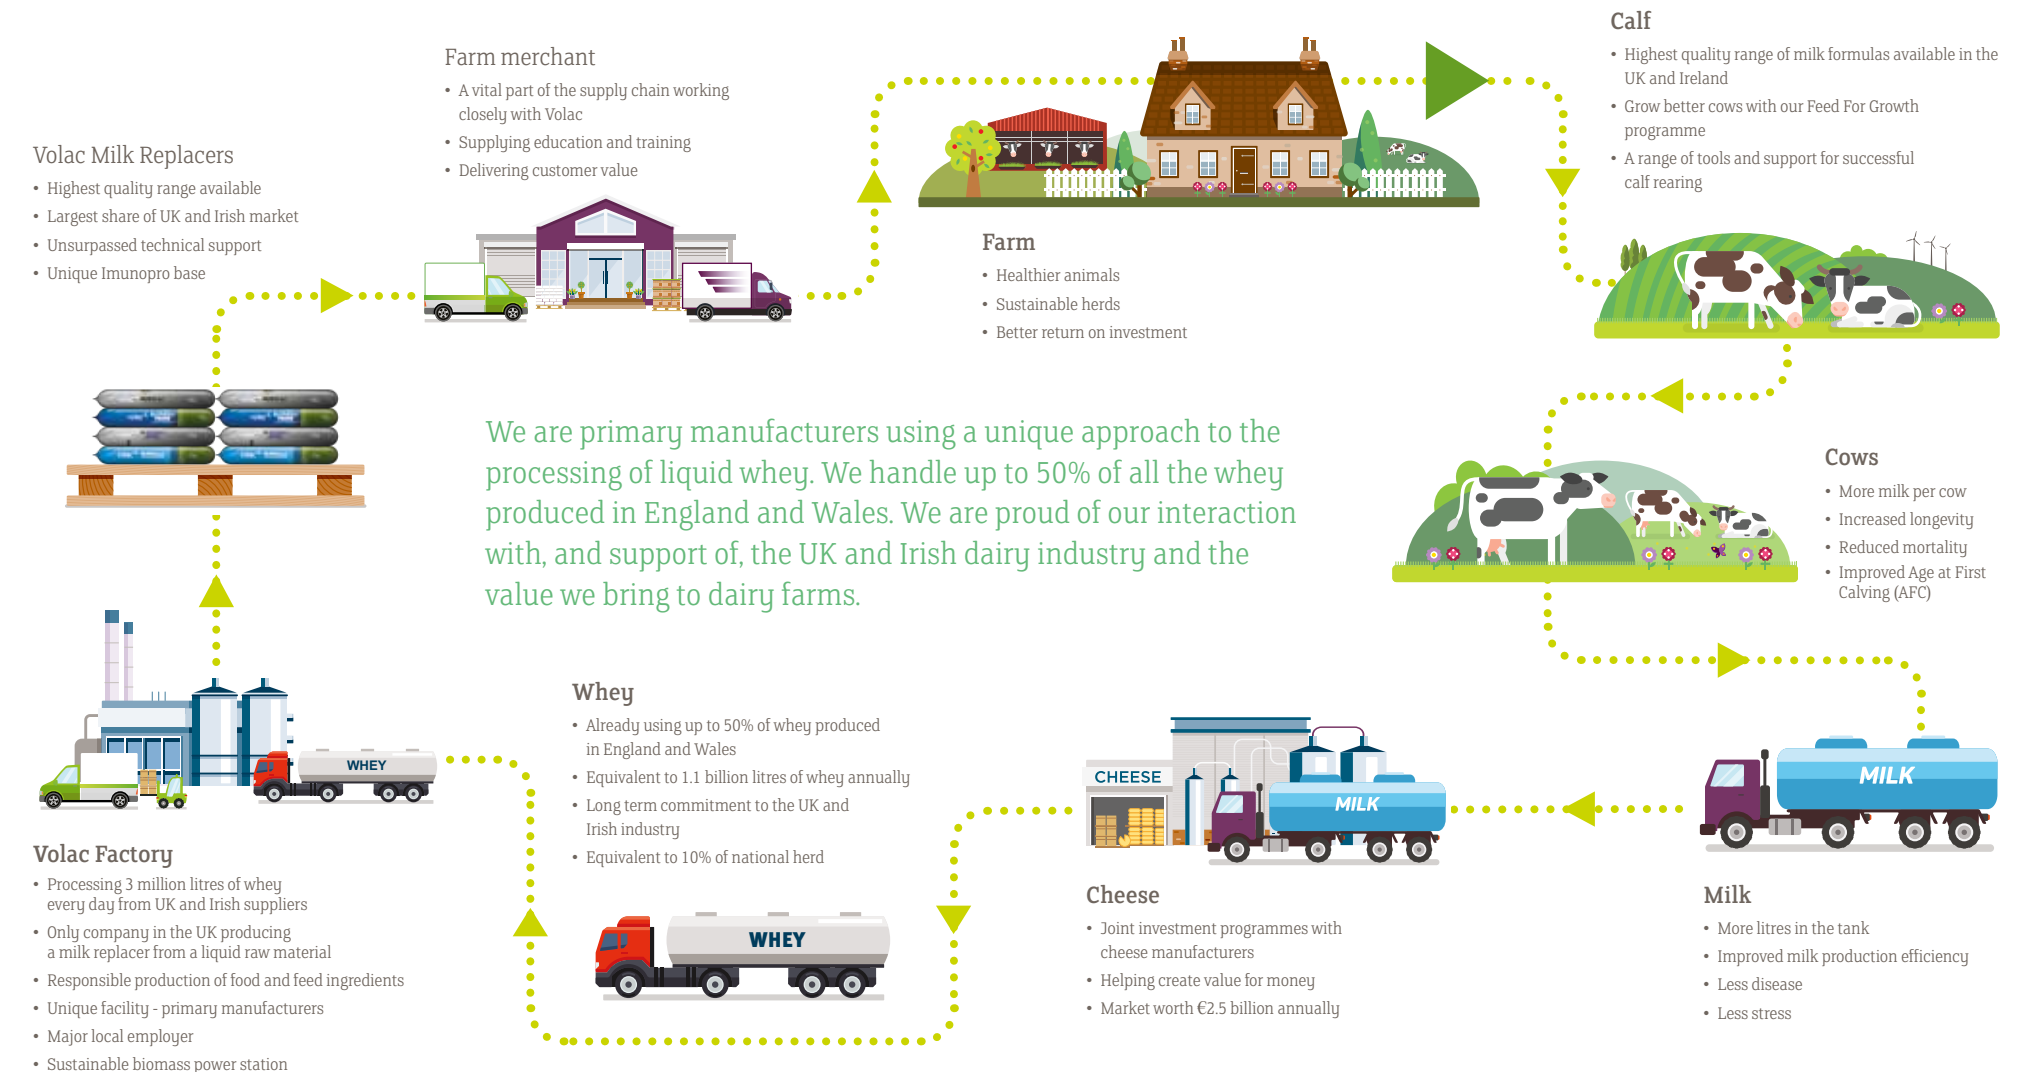 Volac Milk Replacers
• Highest quality range available
• Largest share of UK and Irish market
• Unsurpassed technical support
• Unique Imunopro base
Farm merchant
• A vital part of the supply chain working
closely with Volac
• Supplying education and training
• Delivering customer value
Farm
• Healthier animals
• Sustainable herds
• Better return on investment
Calf
• Highest quality range of milk formulas available in the
UK and Ireland
• Grow better cows with our Feed For Growth
programme
• A range of tools and support for successful
calf rearing
We are primary manufacturers using a unique approach to the
processing of liquid whey. We handle up to 50% of all the whey
produced in England and Wales. We are proud of our interaction
with, and support of, the UK and Irish dairy industry and the
value we bring to dairy farms.
Cows
• More milk per cow
• Increased longevity
• Reduced mortality
• Improved Age at First
Calving (AFC)
MILK
Milk
• More litres in the tank
• Improved milk production efficiency
• Less disease
• Less stress
CHEESE
MILK
Cheese
• Joint investment programmes with
cheese manufacturers
• Helping create value for money
• Market worth €2.5 billion annually
Whey
• Already using up to 50% of whey produced
in England and Wales
• Equivalent to 1.1 billion litres of whey annually
• Long term commitment to the UK and
Irish industry
• Equivalent to 10% of national herd
WHEY
WHEY
Volac Factory
• Processing 3 million litres of whey
every day from UK and Irish suppliers
• Only company in the UK producing
a milk replacer from a liquid raw material
• Responsible production of food and feed ingredients
• Unique facility - primary manufacturers
• Major local employer
• Sustainable biomass power station